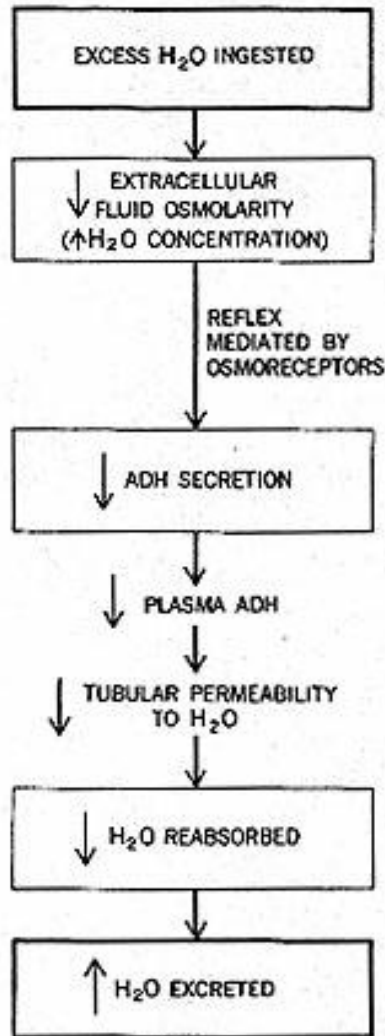 EXCESS H₂O INGESTED
↓ EXTRACELLULAR
FLUID OSMOLARITY
(↑H₂O CONCENTRATION)
REFLEX
MEDIATED BY
OSMORECEPTORS
↓ ADH SECRETION
↓ PLASMA ADH
↓ TUBULAR PERMEABILITY
TO H₂O
↓ H₂O REABSORBED
↑ H₂O EXCRETED